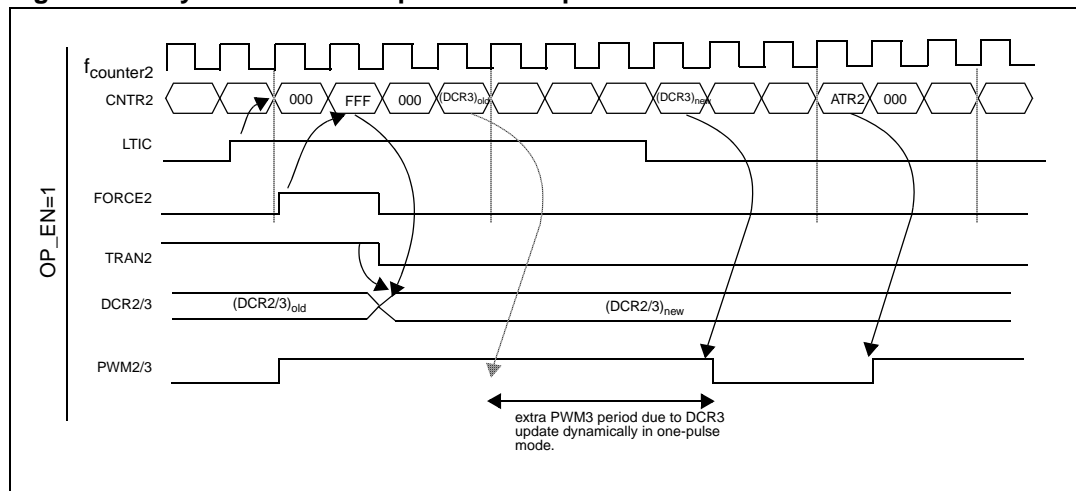 f counter2
CNTR2 000 FFF 000 (DCR3)old (DCR3)new ATR2 000
LTIC
FORCE2
OP_EN=1
TRAN2
DCR2/3 (DCR2/3)old (DCR2/3)new
PWM2/3
extra PWM3 period due to DCR3
update dynamically in one-pulse
mode.